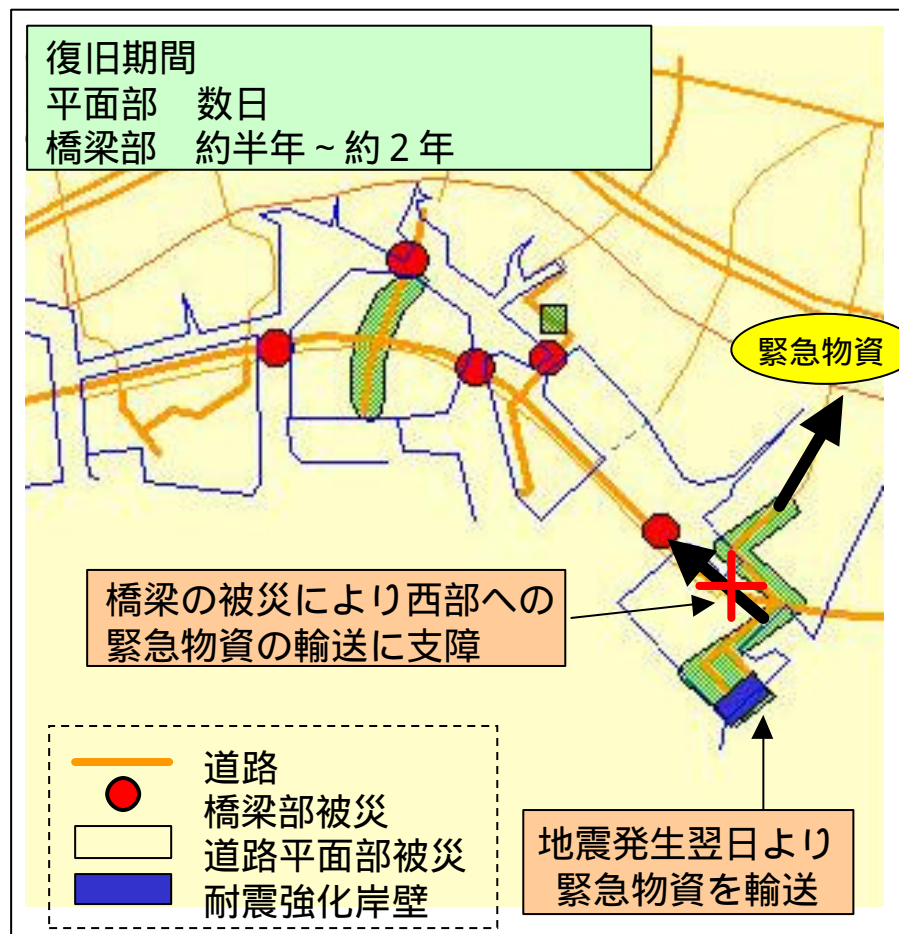 復旧期間
平面部　数日
橋梁部　約半年～約２年
緊急物資
橋梁の被災により西部への
緊急物資の輸送に支障
道路
橋梁部被災
道路平面部被災
耐震強化岸壁
地震発生翌日より
緊急物資を輸送